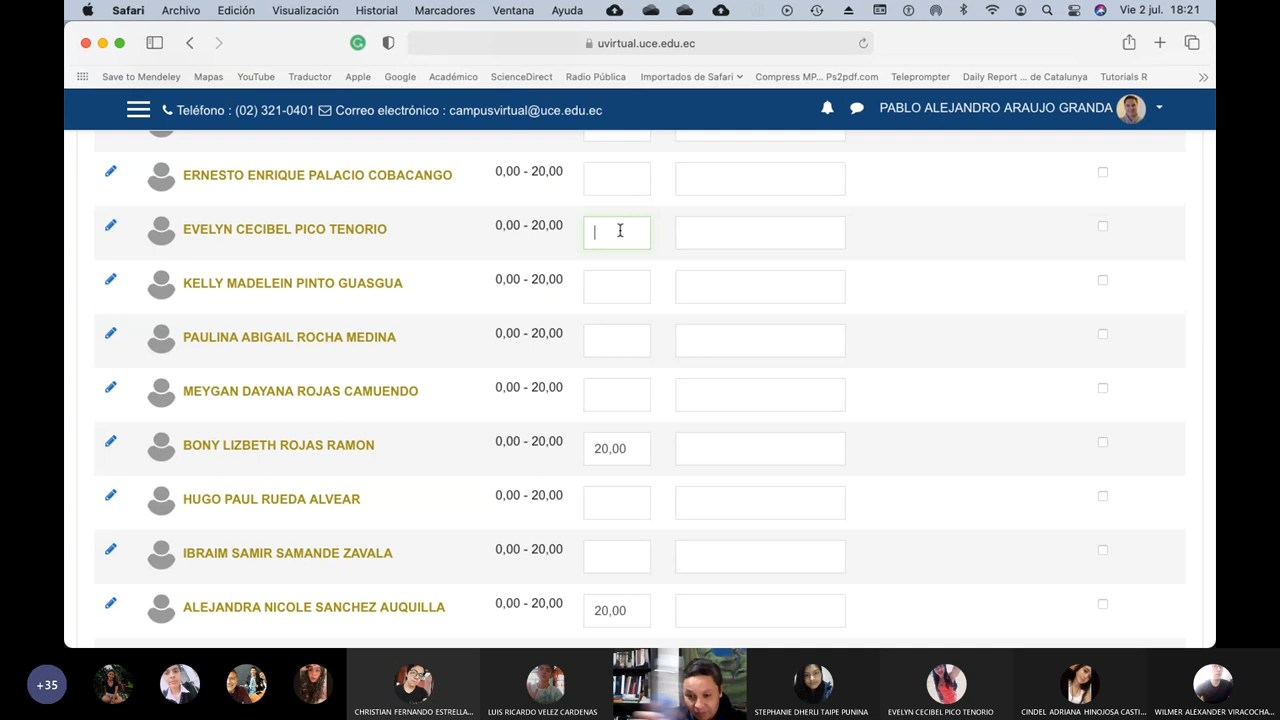 Safari Archivo Edición Visualización Historial Marcadores Ventana Ayuda Vie 2 jul. 18:21
uvirtual.uce.edu.ec
Save to Mendeley Mapas YouTube Traductor Apple Google Académico ScienceDirect Radio Pública Importados de Safari Compress MP... Ps2pdf.com Teleprompter Daily Report ... de Catalunya Tutorials R
Teléfono : (02) 321-0401 Correo electrónico : campusvirtual@uce.edu.ec PABLO ALEJANDRO ARAUJO GRANDA
ERNESTO ENRIQUE PALACIO COBACANGO 0,00 - 20,00
EVELYN CECIBEL PICO TENORIO 0,00 - 20,00
KELLY MADELEIN PINTO GUASGUA 0,00 - 20,00
PAULINA ABIGAIL ROCHA MEDINA 0,00 - 20,00
MEYGAN DAYANA ROJAS CAMUENDO 0,00 - 20,00
BONY LIZBETH ROJAS RAMON 0,00 - 20,00 20,00
HUGO PAUL RUEDA ALVEAR 0,00 - 20,00
IBRAIM SAMIR SAMANDE ZAVALA 0,00 - 20,00
ALEJANDRA NICOLE SANCHEZ AUQUILLA 0,00 - 20,00 20,00
+35
CHRISTIAN FERNANDO ESTRELLA... LUIS RICARDO VELEZ CARDENAS STEPHANIE DHERLI TAIPE PUNINA EVELYN CECIBEL PICO TENORIO CINDEL ADRIANA HINOJOSA CASTI... WILMER ALEXANDER VIRACOCHA...